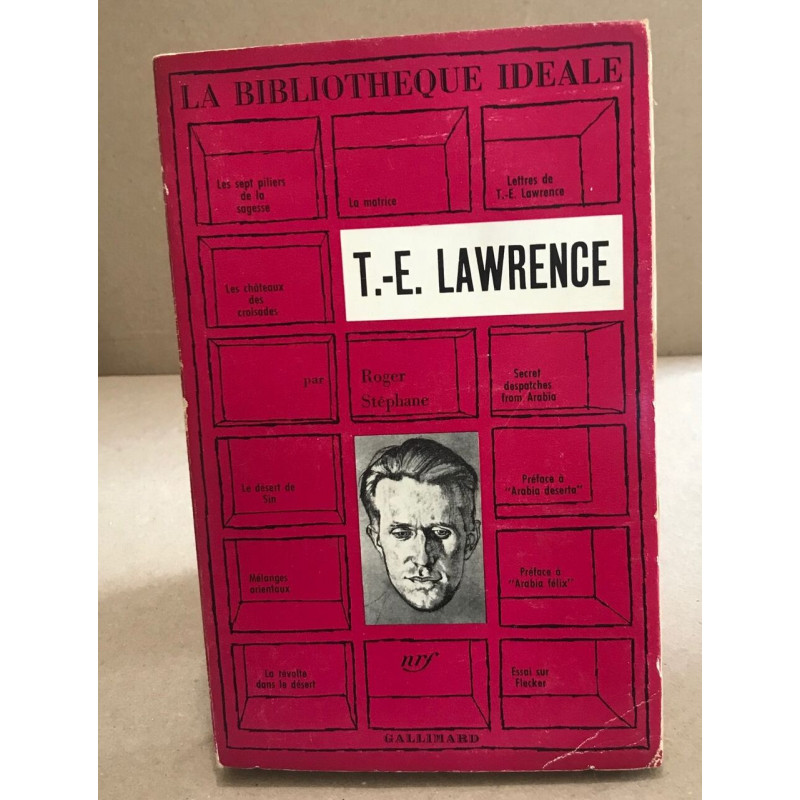 LA BIBLIOTHEQUE IDEALE
Les sept piliers
de la
sagesse
La matrice
Lettres de
T.-E. Lawrence
T.-E. LAWRENCE
Les châteaux
des
croisades
par
Roger
Stéphane
Secret
despatches
from Arabia
Le désert de
Sin
Préface à
"Arabia deserta"
Mélanges
orientaux
Préface à
"Arabia félix"
La révolte
dans le désert
nrf
Essai sur
Flecker
GALLIMARD